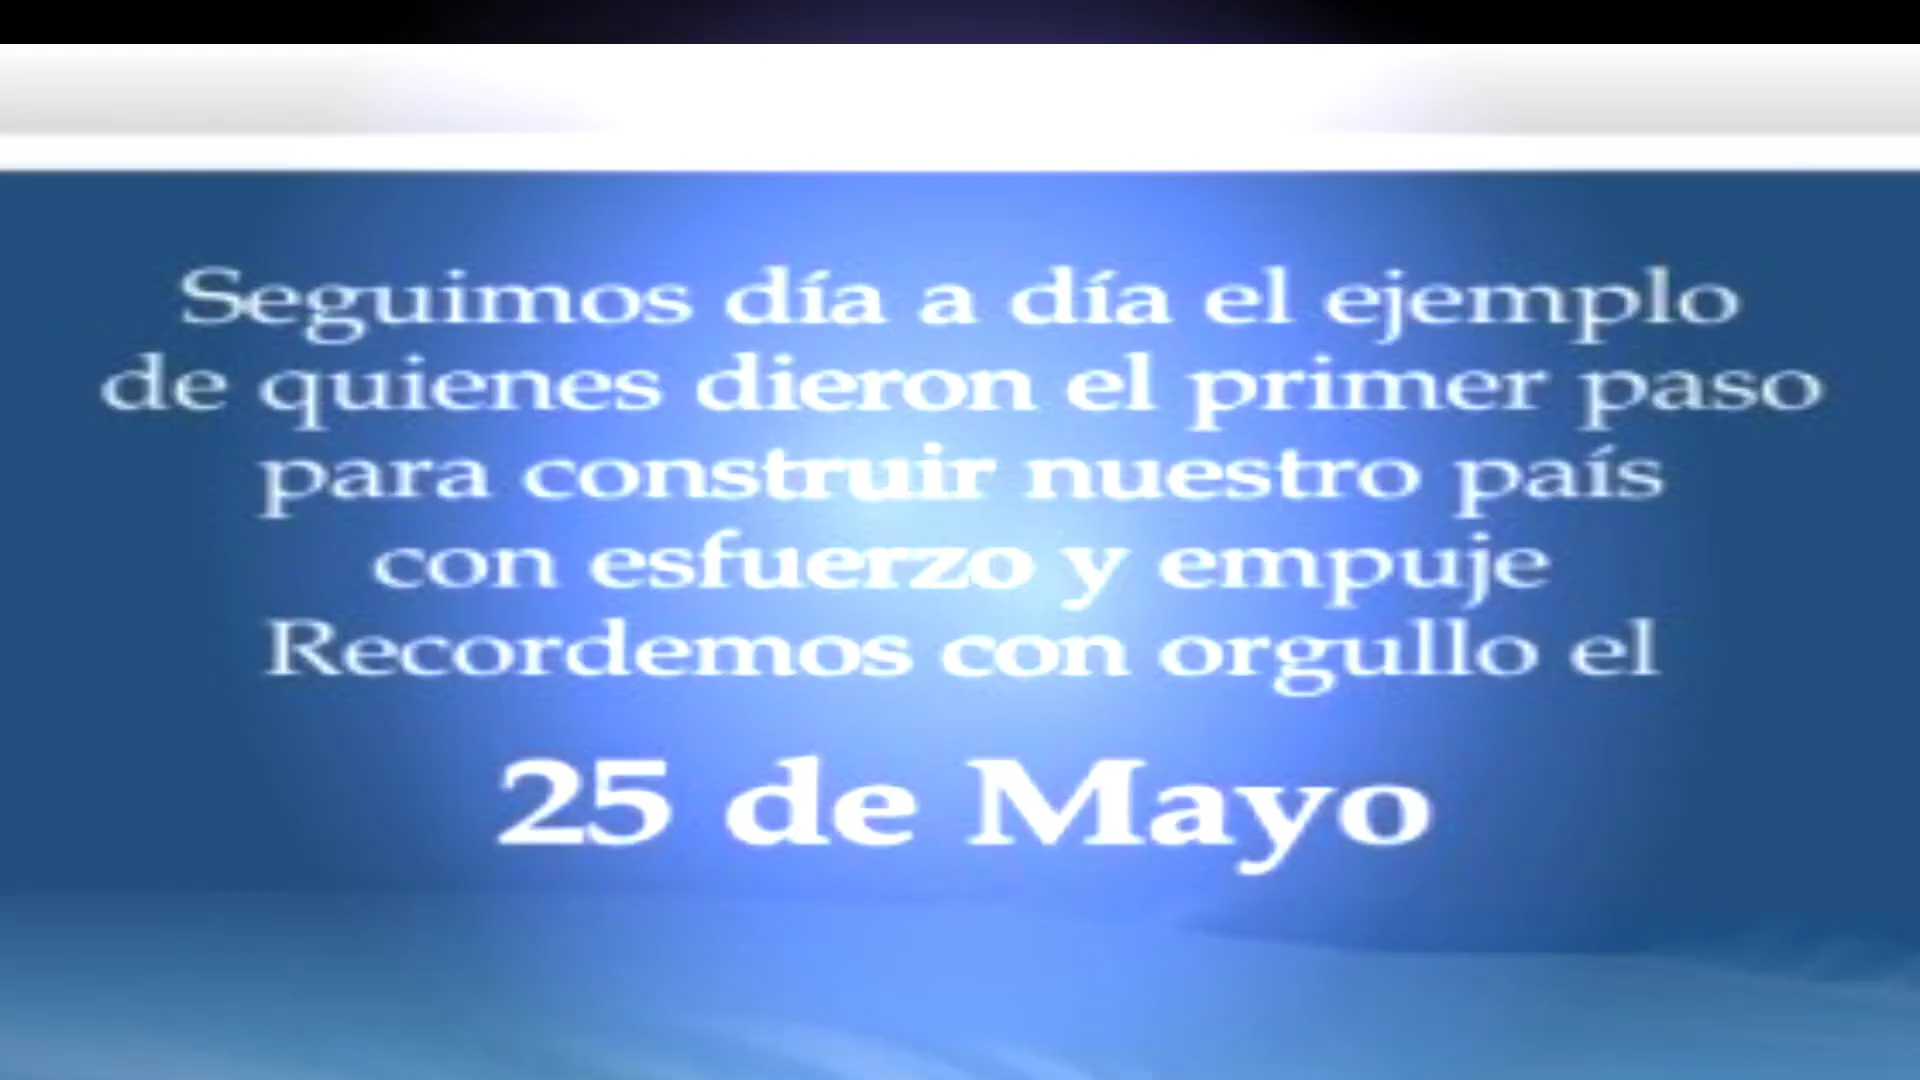 Seguimos día a día el ejemplo
de quienes dieron el primer paso
para construir nuestro país
con esfuerzo y empuje
Recordemos con orgullo el
25 de Mayo